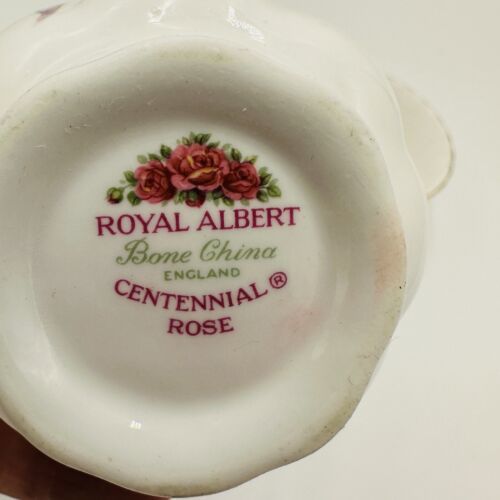 ROYAL ALBERT
Bone China
ENGLAND
CENTENNIAL®
ROSE